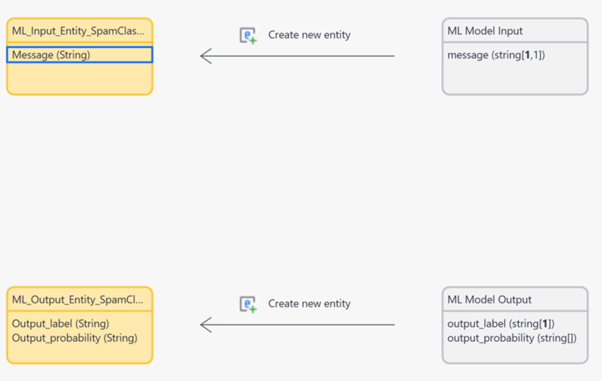 ML_Input_Entity_SpamClas...
Create new entity
ML Model Input
Message (String)
message (string[1,1])
ML_Output_Entity_SpamCl...
Create new entity
ML Model Output
Output_label (String)
Output_probability (String)
output_label (string[1])
output_probability (string[])